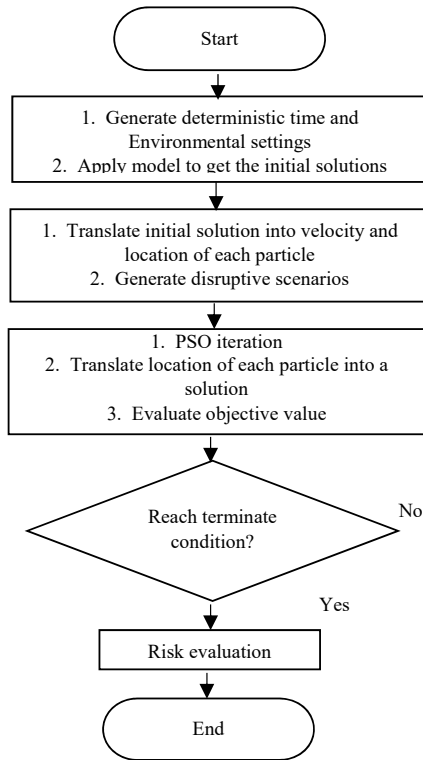 Start
1. Generate deterministic time and
Environmental settings
2. Apply model to get the initial solutions
1. Translate initial solution into velocity and
location of each particle
2. Generate disruptive scenarios
1. PSO iteration
2. Translate location of each particle into a
solution
3. Evaluate objective value
Reach terminate
condition?
No
Yes
Risk evaluation
End